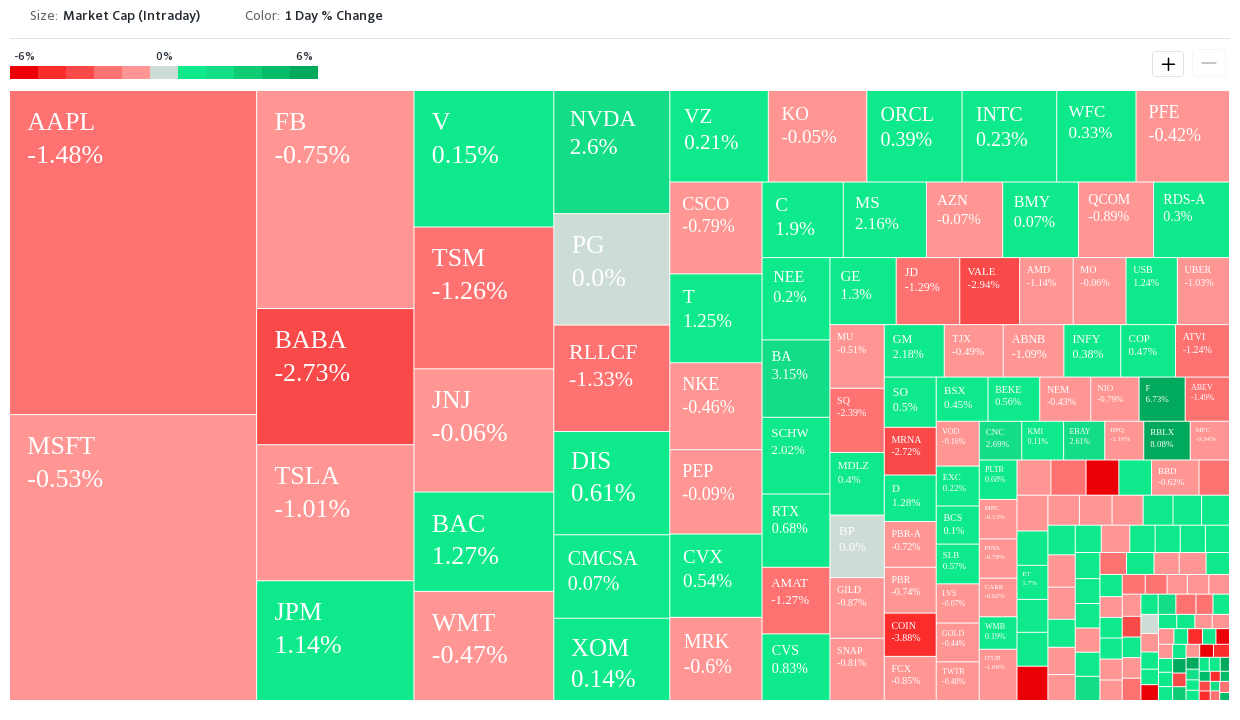 Size: Market Cap (Intraday) Color: 1 Day % Change
-6% 0% 6%
AAPL
-1.48%
MSFT
-0.53%
FB
-0.75%
BABA
-2.73%
TSLA
-1.01%
JPM
1.14%
V
0.15%
TSM
-1.26%
JNJ
-0.06%
BAC
1.27%
WMT
-0.47%
NVDA
2.6%
PG
0.0%
RLLCF
-1.33%
DIS
0.61%
CMCSA
0.07%
XOM
0.14%
VZ
0.21%
KO
-0.05%
ORCL
0.39%
INTC
0.23%
WFC
0.33%
PFE
-0.42%
CSCO
-0.79%
T
1.25%
NKE
-0.46%
PEP
-0.09%
CVX
0.54%
MRK
-0.6%
C
1.9%
MS
2.16%
AZN
-0.07%
BMY
0.07%
QCOM
-0.89%
RDS-A
0.3%
NEE
0.2%
BA
3.15%
SCHW
2.02%
RTX
0.68%
AMAT
-1.27%
CVS
0.83%
GE
1.3%
JD
-1.29%
VALE
-2.94%
AMD
-1.14%
MO
-0.06%
USB
1.24%
UBER
-1.03%
MU
-0.51%
SQ
-2.39%
MDLZ
0.4%
BP
0.0%
GILD
-0.87%
SNAP
-0.81%
GM
2.18%
TJX
-0.49%
ABNB
-1.09%
INFY
0.38%
COP
0.47%
ATVI
-1.24%
SO
0.5%
MRNA
-2.72%
D
1.28%
PBR-A
-0.72%
PBR
-0.74%
COIN
-3.88%
FCX
-0.85%
BSX
0.45%
BEKE
0.56%
NEM
-0.43%
NIO
-0.79%
F
6.73%
ABEV
-1.49%
VOD
-0.16%
EXC
0.22%
BCS
0.1%
SLB
0.57%
LVS
-0.07%
GOLD
-0.44%
TWTR
-0.48%
CNC
2.69%
KMI
0.11%
EBAY
2.61%
HPQ
-1.19%
RBLX
8.08%
MFC
-0.34%
PLTR
0.68%
MPC
-0.13%
PINS
-0.78%
CARR
-0.02%
WMB
0.19%
ITUB
-1.00%
BBD
-0.62%
ET
1.7%